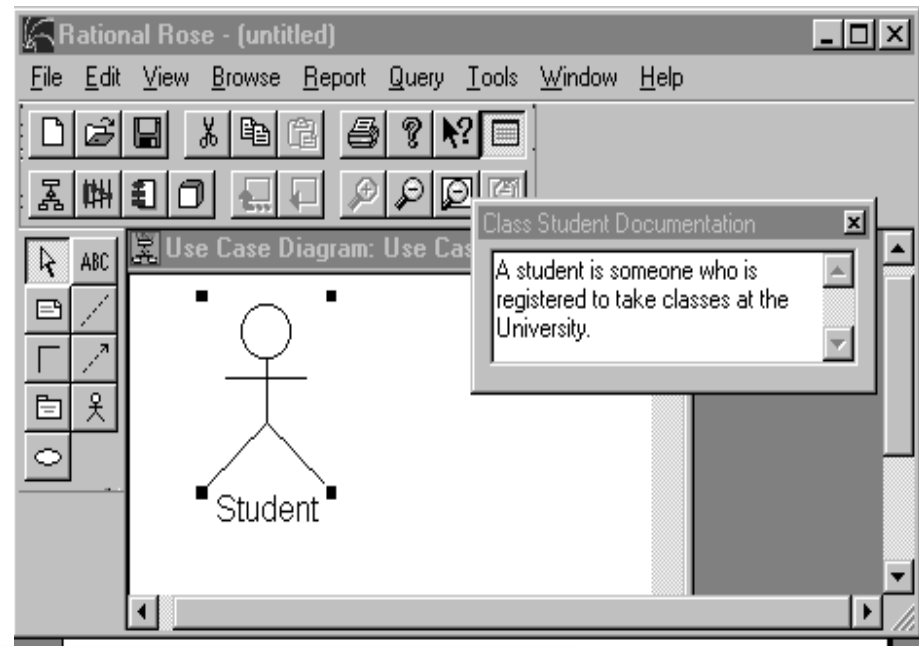 Rational Rose - (untitled)
File Edit View Browse Report Query Tools Window Help
ABC
Use Case Diagram: Use Cas
Class Student Documentation
A student is someone who is
registered to take classes at the
University.
Student